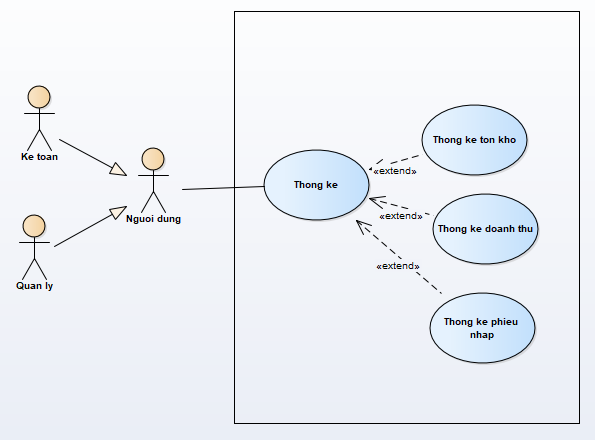 Ke toan
Nguoi dung
Quan ly
Thong ke
Thong ke ton kho
«extend»
Thong ke doanh thu
«extend»
«extend»
Thong ke phieu
nhap